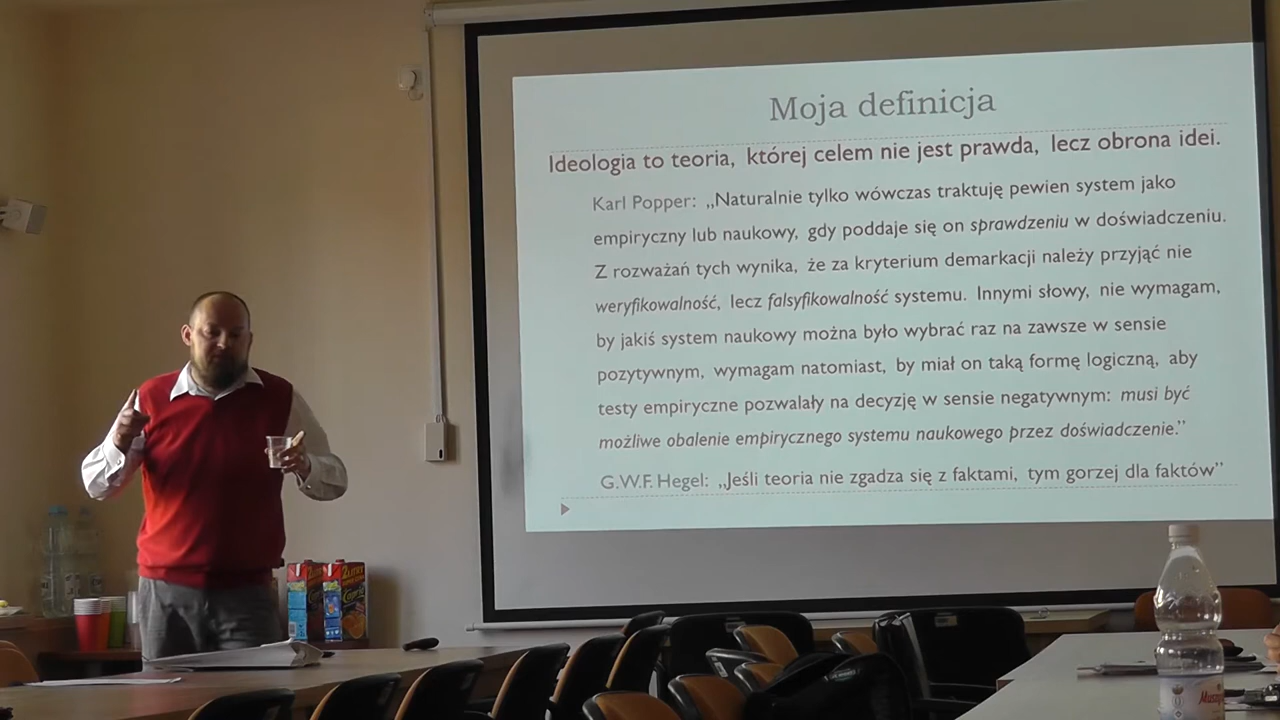 Moja definicja
Ideologia to teoria, której celem nie jest prawda, lecz obrona idei.
Karl Popper: „Naturalnie tylko wówczas traktuję pewien system jako
empiryczny lub naukowy, gdy poddaje się on sprawdzeniu w doświadczeniu.
Z rozważań tych wynika, że za kryterium demarkacji należy przyjąć nie
weryfikowalność, lecz falsyfikowalność systemu. Innymi słowy, nie wymagam,
by jakiś system naukowy można było wybrać raz na zawsze w sensie
pozytywnym, wymagam natomiast, by miał on taką formę logiczną, aby
testy empiryczne pozwalały na decyzję w sensie negatywnym: musi być
możliwe obalenie empirycznego systemu naukowego przez doświadczenie.”
G.W.F. Hegel: „Jeśli teoria nie zgadza się z faktami, tym gorzej dla faktów”